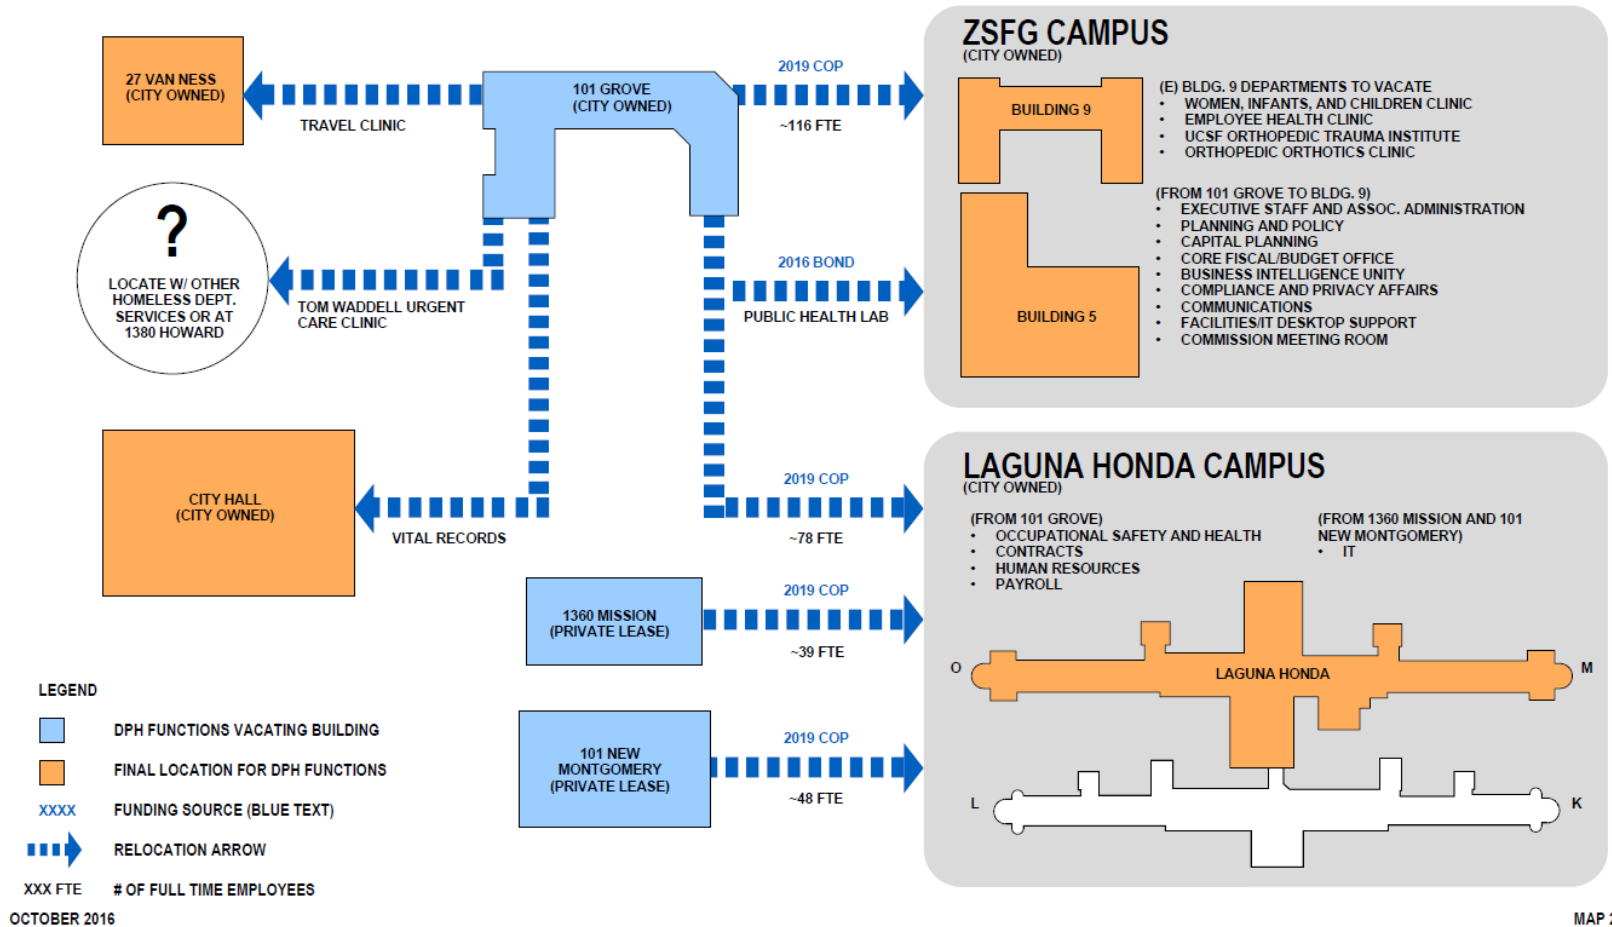 ZSFG CAMPUS
(CITY OWNED)
27 VAN NESS
(CITY OWNED)
TRAVEL CLINIC
101 GROVE
(CITY OWNED)
2019 COP
~116 FTE
BUILDING 9
(E) BLDG. 9 DEPARTMENTS TO VACATE
• WOMEN, INFANTS, AND CHILDREN CLINIC
• EMPLOYEE HEALTH CLINIC
• UCSF ORTHOPEDIC TRAUMA INSTITUTE
• ORTHOPEDIC ORTHOTICS CLINIC
(FROM 101 GROVE TO BLDG. 9)
• EXECUTIVE STAFF AND ASSOC. ADMINISTRATION
• PLANNING AND POLICY
• CAPITAL PLANNING
• CORE FISCAL/BUDGET OFFICE
• BUSINESS INTELLIGENCE UNITY
• COMPLIANCE AND PRIVACY AFFAIRS
• COMMUNICATIONS
• FACILITIES/IT DESKTOP SUPPORT
• COMMISSION MEETING ROOM
BUILDING 5
?
LOCATE W/ OTHER
HOMELESS DEPT.
SERVICES OR AT
1380 HOWARD
TOM WADDELL URGENT
CARE CLINIC
2016 BOND
PUBLIC HEALTH LAB
CITY HALL
(CITY OWNED)
VITAL RECORDS
2019 COP
~78 FTE
LAGUNA HONDA CAMPUS
(CITY OWNED)
(FROM 101 GROVE)
• OCCUPATIONAL SAFETY AND HEALTH
• CONTRACTS
• HUMAN RESOURCES
• PAYROLL
(FROM 1360 MISSION AND 101
NEW MONTGOMERY)
• IT
1360 MISSION
(PRIVATE LEASE)
2019 COP
~39 FTE
O
LAGUNA HONDA
M
101 NEW
MONTGOMERY
(PRIVATE LEASE)
2019 COP
~48 FTE
L
K
LEGEND
DPH FUNCTIONS VACATING BUILDING
FINAL LOCATION FOR DPH FUNCTIONS
XXXX FUNDING SOURCE (BLUE TEXT)
RELOCATION ARROW
XXX FTE # OF FULL TIME EMPLOYEES
OCTOBER 2016
MAP 2